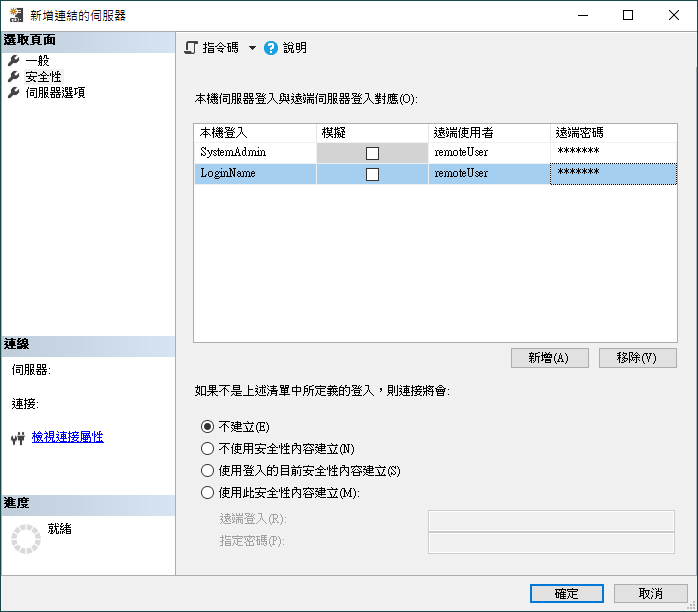 新增連結的伺服器
選取頁面
一般
安全性
伺服器選項
指令碼 說明
本機伺服器登入與遠端伺服器登入對應(O):
本機登入 模擬 遠端使用者 遠端密碼
SystemAdmin remoteUser *******
LoginName remoteUser *******
新增(A) 移除(V)
如果不是上述清單中所定義的登入，則連接將會:
不建立(E)
不使用安全性內容建立(N)
使用登入的目前安全性內容建立(S)
使用此安全性內容建立(M):
遠端登入(R):
指定密碼(P):
連線
伺服器:
連接:
檢視連接屬性
進度
就緒
確定 取消